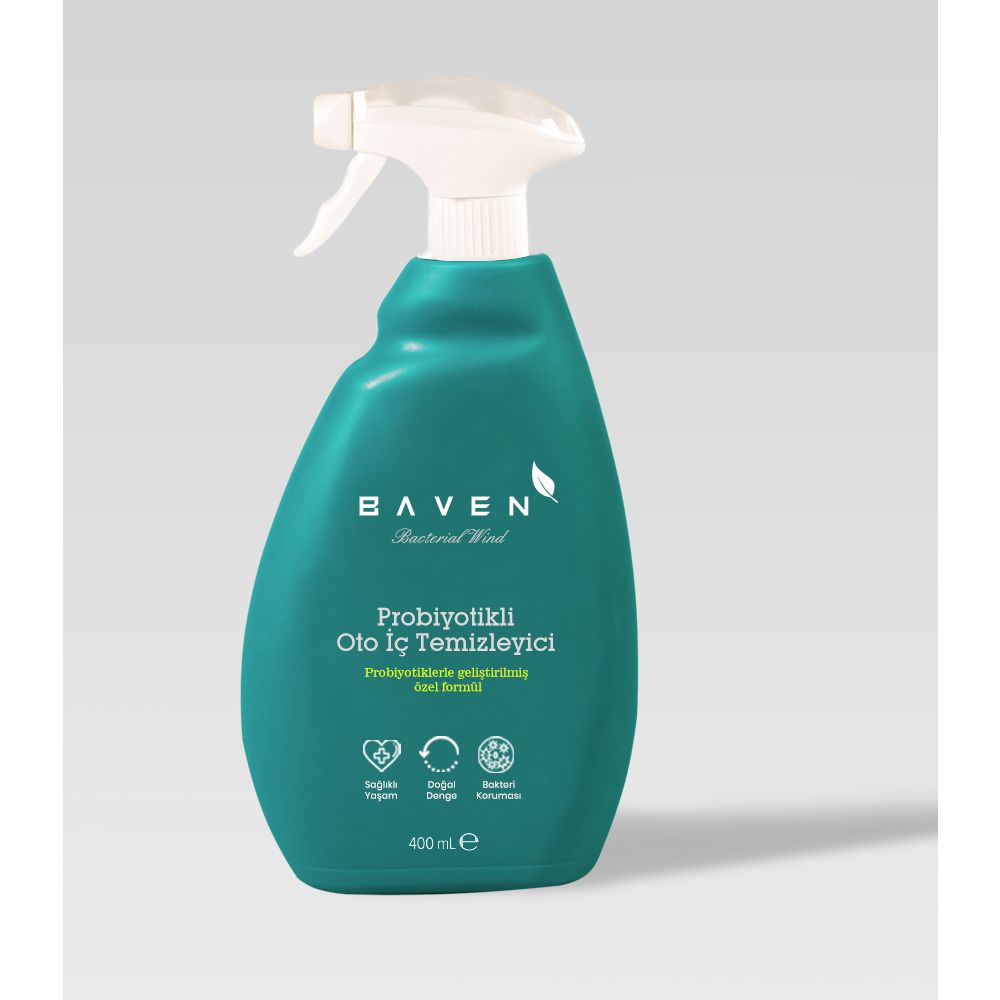 BAVEN
Bacterial Wind
Probiyotikli
Oto İç Temizleyici
Probiyotiklerle geliştirilmiş
özel formül
Sağlıklı
Yaşam
Doğal
Denge
Bakteri
Koruması
400 mL ℮